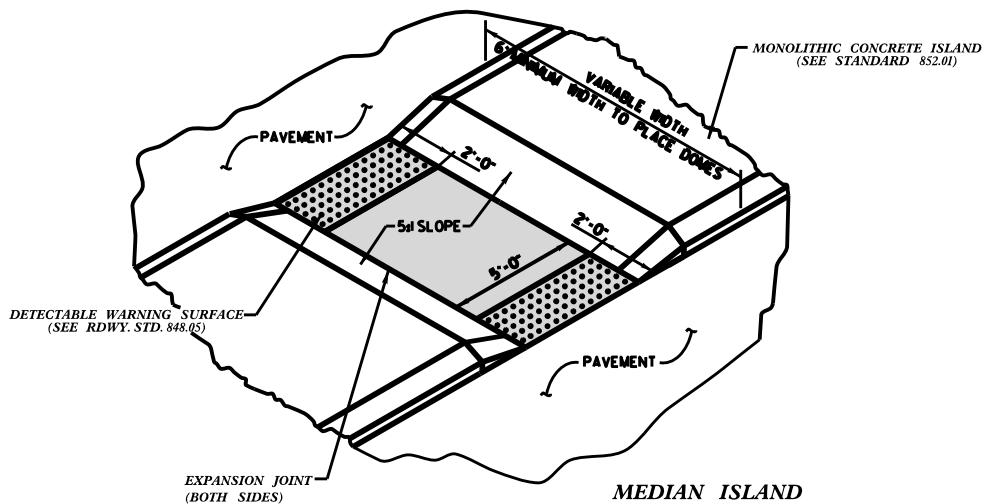 MONOLITHIC CONCRETE ISLAND
(SEE STANDARD 852.01)
VARIABLE WIDTH
6' MINIMUM WIDTH TO PLACE DOMES
PAVEMENT
2'-0"
5:1 SLOPE
2'-0"
5'-0"
DETECTABLE WARNING SURFACE
(SEE RDWY. STD. 848.05)
PAVEMENT
EXPANSION JOINT
(BOTH SIDES)
MEDIAN ISLAND